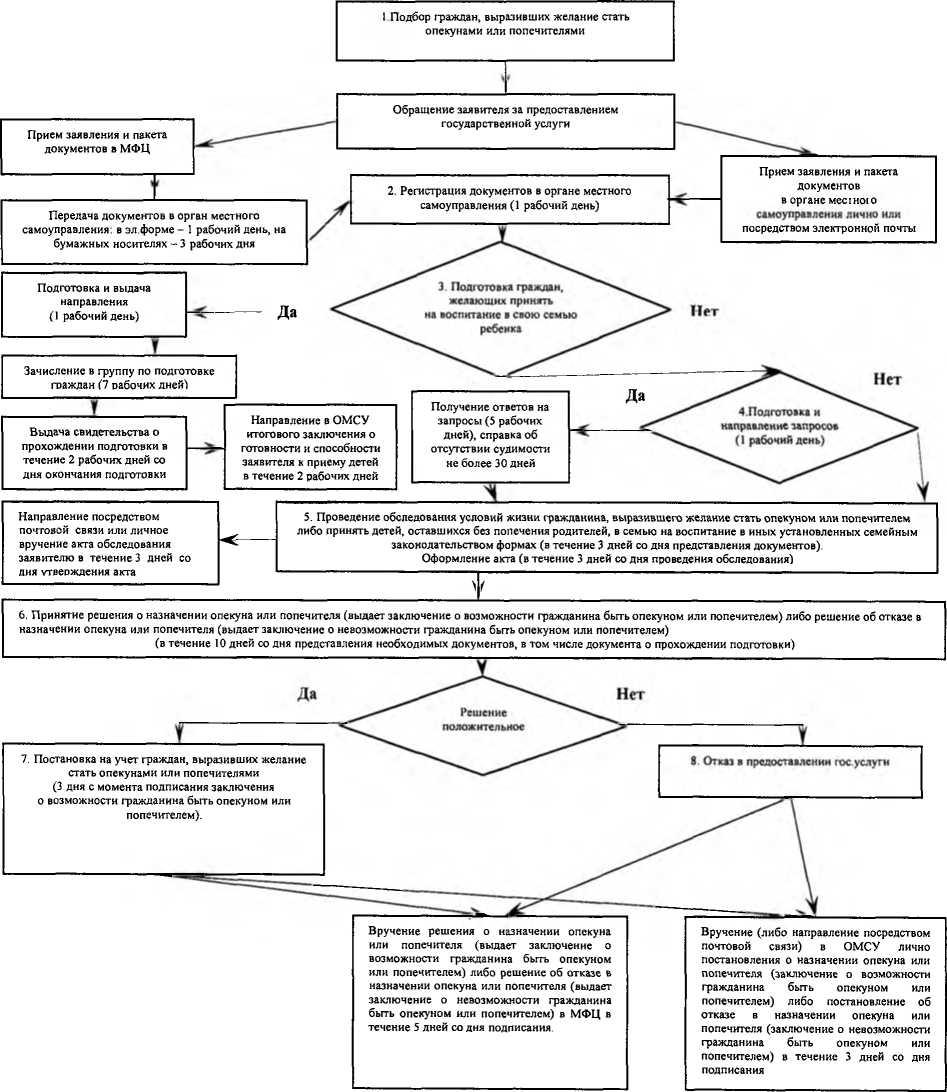 1.Подбор граждан, выразивших желание стать
опекунами или попечителями
Обращение заявителя за предоставлением
государственной услуги
Прием заявления и пакета
документов в МФЦ
Прием заявления и пакета
документов
в органе местного
самоуправления лично или
посредством электронной почты
2. Регистрация документов в органе местного
самоуправления (1 рабочий день)
Передача документов в орган местного
самоуправления: в эл.форме – 1 рабочий день, на
бумажных носителях – 3 рабочих дня
3. Подготовка граждан,
желающих принять
на воспитание в свою семью
ребенка
Да
Нет
Подготовка и выдача
направления
(1 рабочий день)
Зачисление в группу по подготовке
граждан (7 рабочих дней)
Выдача свидетельства о
прохождении подготовки в
течение 2 рабочих дней со
дня окончания подготовки
Направление в ОМСУ
итогового заключения о
готовности и способности
заявителя к приему детей
в течение 2 рабочих дней
Получение ответов на
запросы (5 рабочих
дней), справка об
отсутствии судимости
не более 30 дней
Да
Нет
4.Подготовка и
направление запросов
(1 рабочий день)
5. Проведение обследования условий жизни гражданина, выразившего желание стать опекуном или попечителем
либо принять детей, оставшихся без попечения родителей, в семью на воспитание в иных установленных семейным
законодательством формах (в течение 3 дней со дня представления документов).
Оформление акта (в течение 3 дней со дня проведения обследования)
Направление посредством
почтовой связи или личное
вручение акта обследования
заявителю в течение 3 дней со
дня утверждения акта
6. Принятие решения о назначении опекуна или попечителя (выдает заключение о возможности гражданина быть опекуном или попечителем) либо решение об отказе в
назначении опекуна или попечителя (выдает заключение о невозможности гражданина быть опекуном или попечителем)
(в течение 10 дней со дня представления необходимых документов, в том числе документа о прохождении подготовки)
Да
Нет
Решение
положительное
7. Постановка на учет граждан, выразивших желание
стать опекунами или попечителями
(3 дня с момента подписания заключения
о возможности гражданина быть опекуном или
попечителем).
8. Отказ в предоставлении гос.услуги
Вручение решения о назначении опекуна
или попечителя (выдает заключение о
возможности гражданина быть опекуном
или попечителем) либо решение об отказе в
назначении опекуна или попечителя (выдает
заключение о невозможности гражданина
быть опекуном или попечителем) в МФЦ в
течение 5 дней со дня подписания.
Вручение (либо направление посредством
почтовой связи) в ОМСУ лично
постановления о назначении опекуна или
попечителя (заключение о возможности
гражданина быть опекуном или
попечителем) либо постановление об
отказе в назначении опекуна или
попечителя (заключение о невозможности
гражданина быть опекуном или
попечителем) в течение 3 дней со дня
подписания